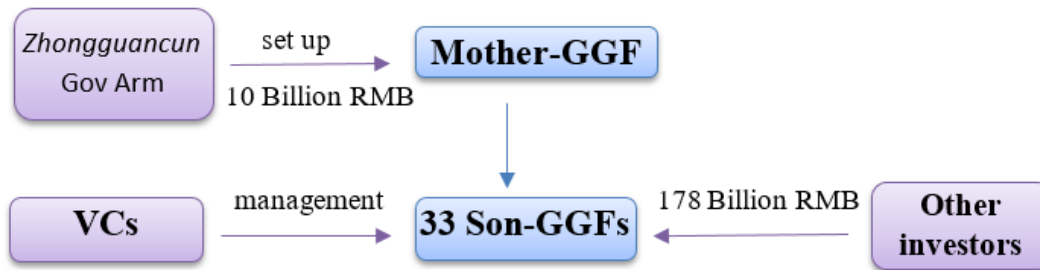 Zhongguancun
Gov Arm
set up
10 Billion RMB
Mother-GGF
VCs
management
33 Son-GGFs
178 Billion RMB
Other
investors